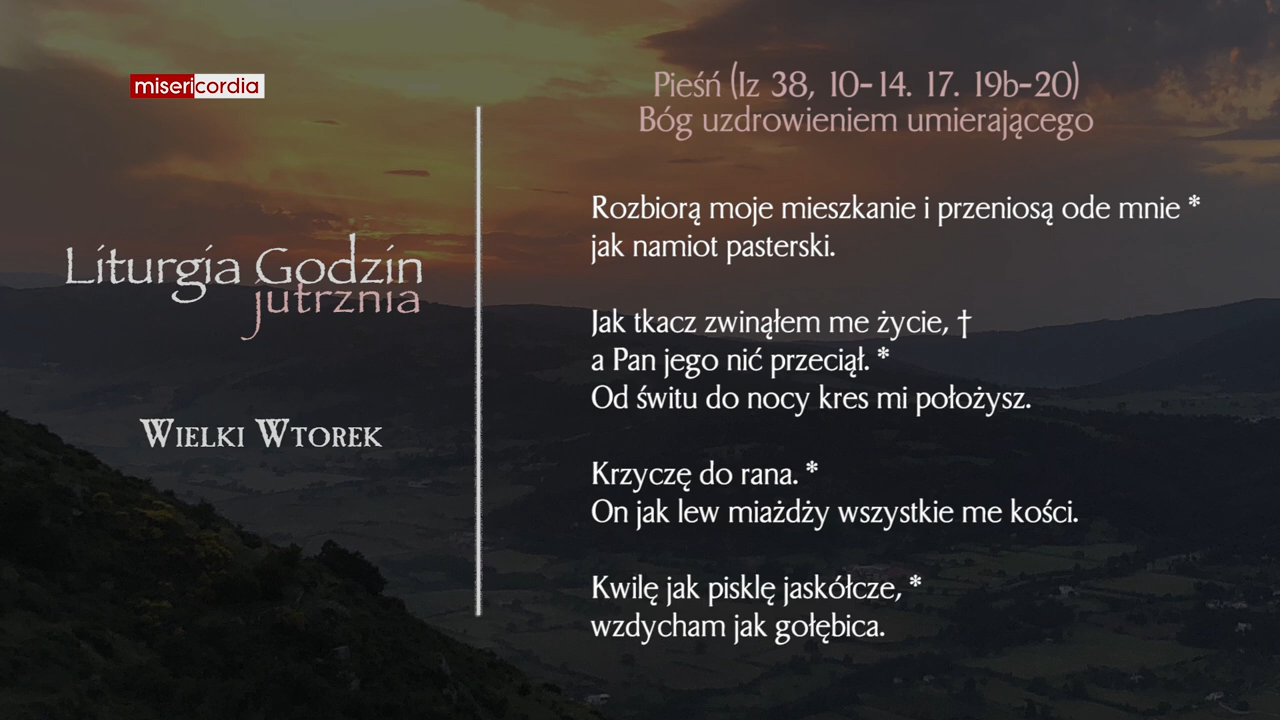 misericordia
Liturgia Godzin
jutrznia
Wielki Wtorek
Pieśń (Iz 38, 10-14. 17. 19b-20)
Bóg uzdrowieniem umierającego
Rozbiorą moje mieszkanie i przeniosą ode mnie *
jak namiot pasterski.
Jak tkacz zwinąłem me życie, †
a Pan jego nić przeciął. *
Od świtu do nocy kres mi położysz.
Krzyczę do rana. *
On jak lew miażdży wszystkie me kości.
Kwilę jak pisklę jaskółcze, *
wzdycham jak gołębica.